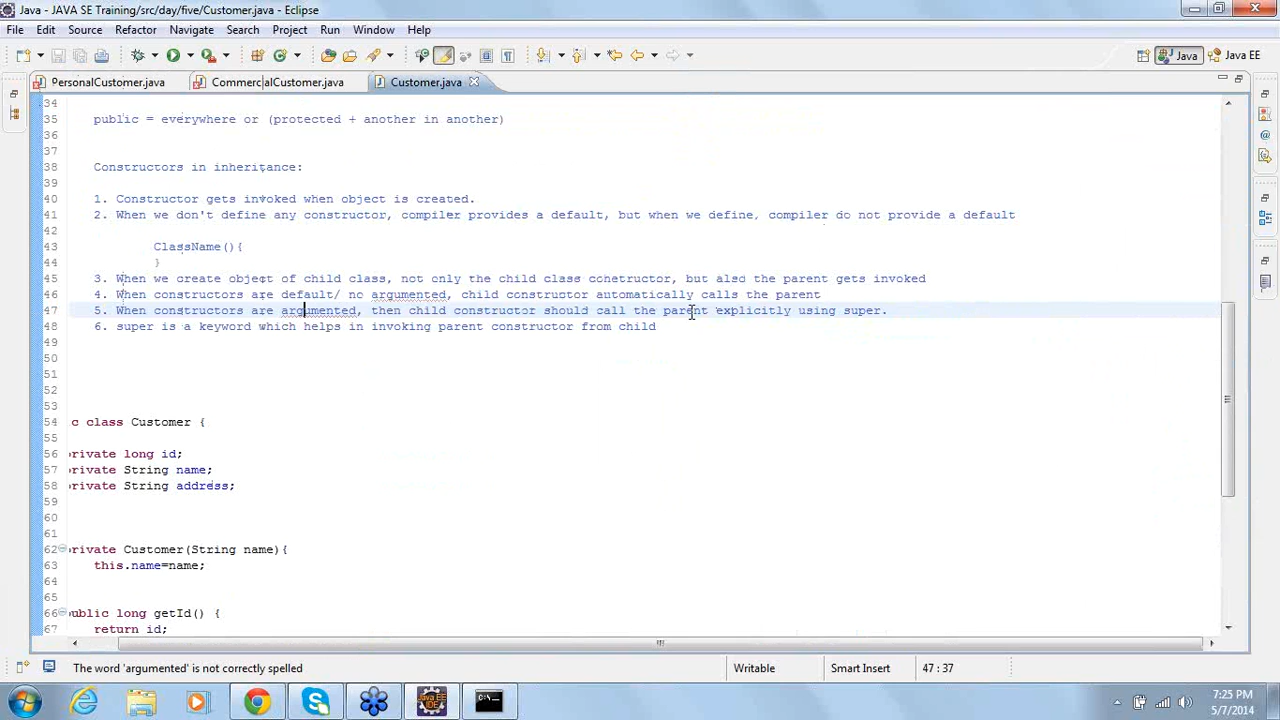 Java - JAVA SE Training/src/day/five/Customer.java - Eclipse
File Edit Source Refactor Navigate Search Project Run Window Help
Java Java EE
PersonalCustomer.java CommercialCustomer.java Customer.java
34
35 public = everywhere or (protected + another in another)
36
37
38 Constructors in inheritance:
39
40 1. Constructor gets invoked when object is created.
41 2. When we don't define any constructor, compiler provides a default, but when we define, compiler do not provide a default
42
43 ClassName(){
44 }
45 3. When we create object of child class, not only the child class conetructor, but also the parent gets invoked
46 4. When constructors are default/ no argumented, child constructor automatically calls the parent
47 5. When constructors are argumented, then child constructor should call the parent explicitly using super.
48 6. super is a keyword which helps in invoking parent constructor from child
49
50
51
52
53
54 c class Customer {
55
56 private long id;
57 private String name;
58 private String address;
59
60
61
62 private Customer(String name){
63 this.name=name;
64
65
66 public long getId() {
67 return id;
The word 'argumented' is not correctly spelled Writable Smart Insert 47 : 37
Java EE
IDE
7:25 PM
5/7/2014